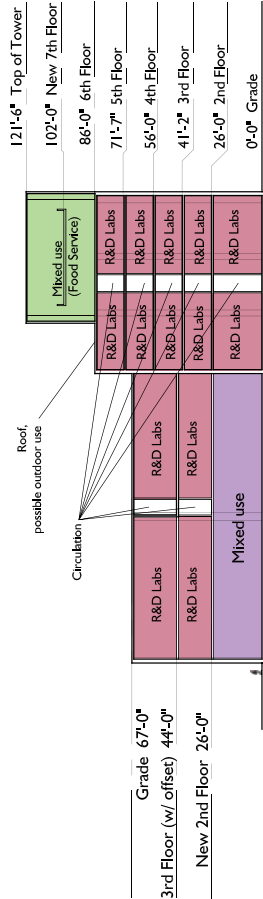 121'-6" Top of Tower
102'-0" New 7th Floor
86'-0" 6th Floor
71'-7" 5th Floor
56'-0" 4th Floor
41'-2" 3rd Floor
26'-0" 2nd Floor
0'-0" Grade
Mixed use
(Food Service)
R&D Labs
R&D Labs
R&D Labs
R&D Labs
R&D Labs
R&D Labs
R&D Labs
R&D Labs
R&D Labs
R&D Labs
Roof,
possible outdoor use
Circulation
R&D Labs
R&D Labs
R&D Labs
R&D Labs
Mixed use
Grade 67'-0"
3rd Floor (w/ offset) 44'-0"
New 2nd Floor 26'-0"